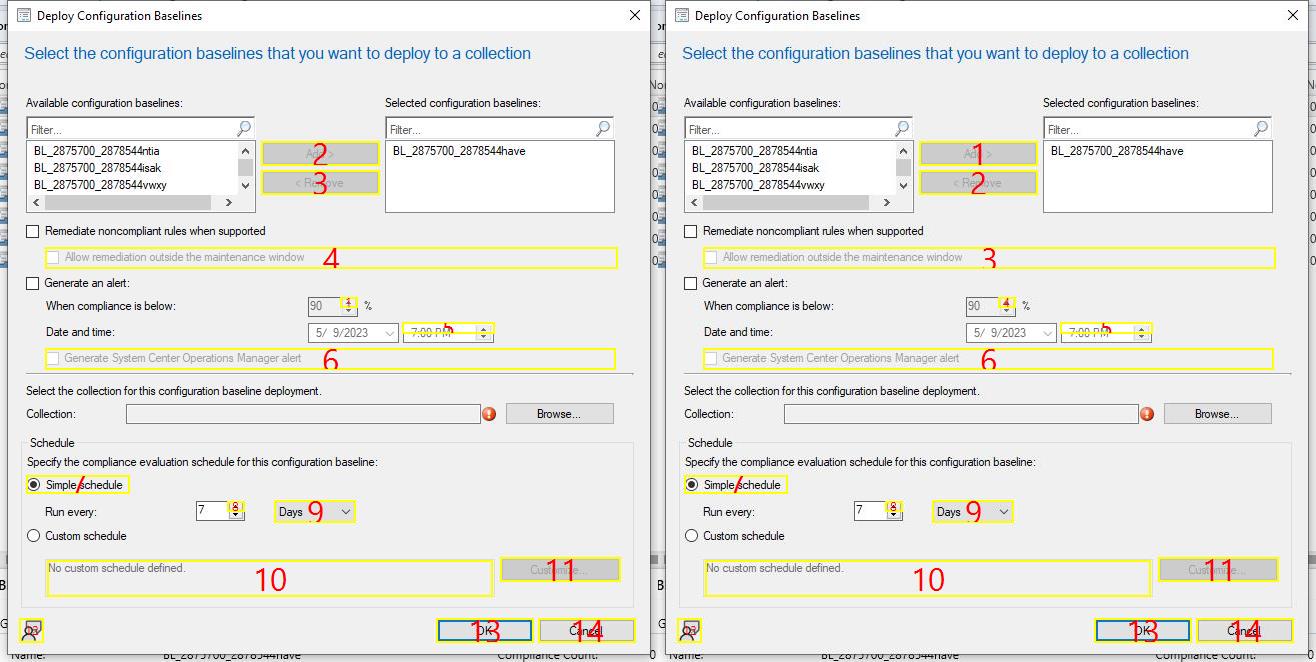 Deploy Configuration Baselines
Select the configuration baselines that you want to deploy to a collection
Available configuration baselines:
Selected configuration baselines:
Filter...
Filter...
BL_2875700_2878544ntia
BL_2875700_2878544isak
BL_2875700_2878544vwxy
Add >
2
< Remove
3
BL_2875700_2878544have
Remediate noncompliant rules when supported
Allow remediation outside the maintenance window
4
Generate an alert:
When compliance is below:
90
1
%
Date and time:
5/ 9/2023
7:00 PM
5
Generate System Center Operations Manager alert
6
Select the collection for this configuration baseline deployment.
Collection:
Browse...
Schedule
Specify the compliance evaluation schedule for this configuration baseline:
Simple schedule
7
Run every:
7
8
Days
9
Custom schedule
No custom schedule defined.
10
Customize...
11
OK
13
Cancel
14
Name:
BL_2875700_2878544have
Compliance Count:
0
Deploy Configuration Baselines
Select the configuration baselines that you want to deploy to a collection
Available configuration baselines:
Selected configuration baselines:
Filter...
Filter...
BL_2875700_2878544ntia
BL_2875700_2878544isak
BL_2875700_2878544vwxy
Add >
1
< Remove
2
BL_2875700_2878544have
Remediate noncompliant rules when supported
Allow remediation outside the maintenance window
3
Generate an alert:
When compliance is below:
90
4
%
Date and time:
5/ 9/2023
7:00 PM
5
Generate System Center Operations Manager alert
6
Select the collection for this configuration baseline deployment.
Collection:
Browse...
Schedule
Specify the compliance evaluation schedule for this configuration baseline:
Simple schedule
7
Run every:
7
8
Days
9
Custom schedule
No custom schedule defined.
10
Customize...
11
OK
13
Cancel
14
Name:
BL_2875700_2878544have
Compliance Count:
0